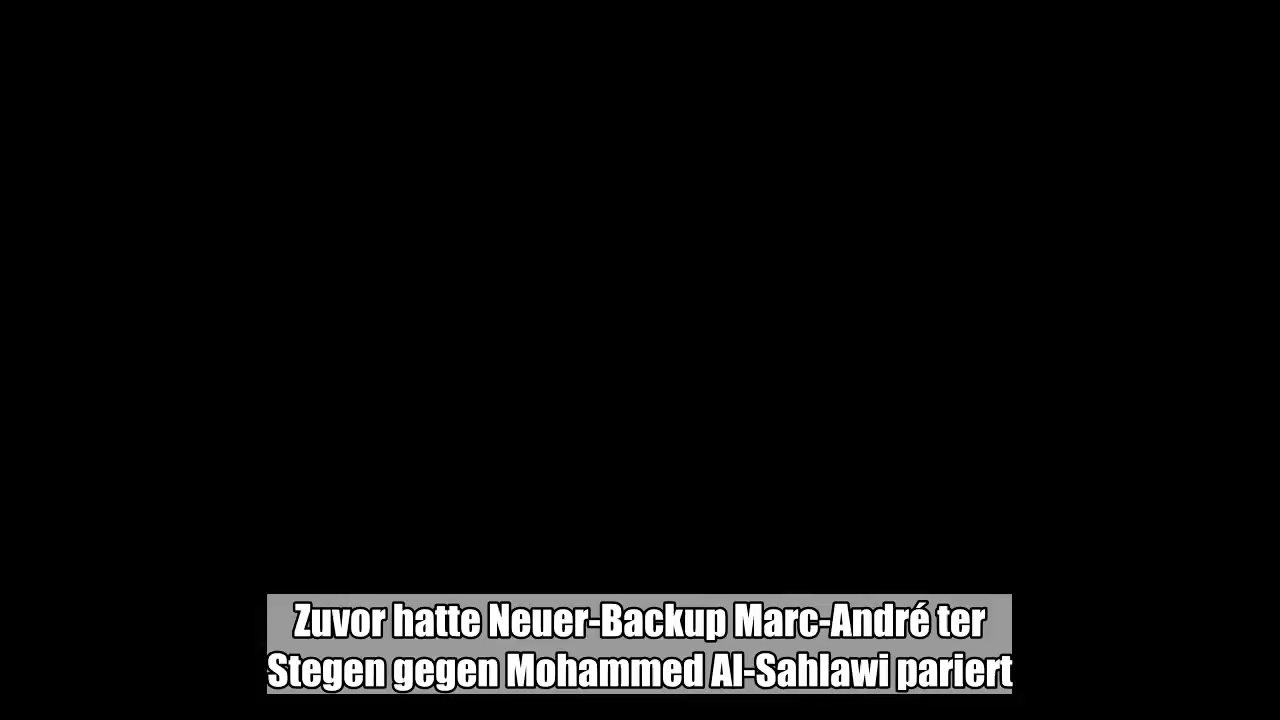 Zuvor hatte Neuer-Backup Marc-André ter
Stegen gegen Mohammed Al-Sahlawi pariert